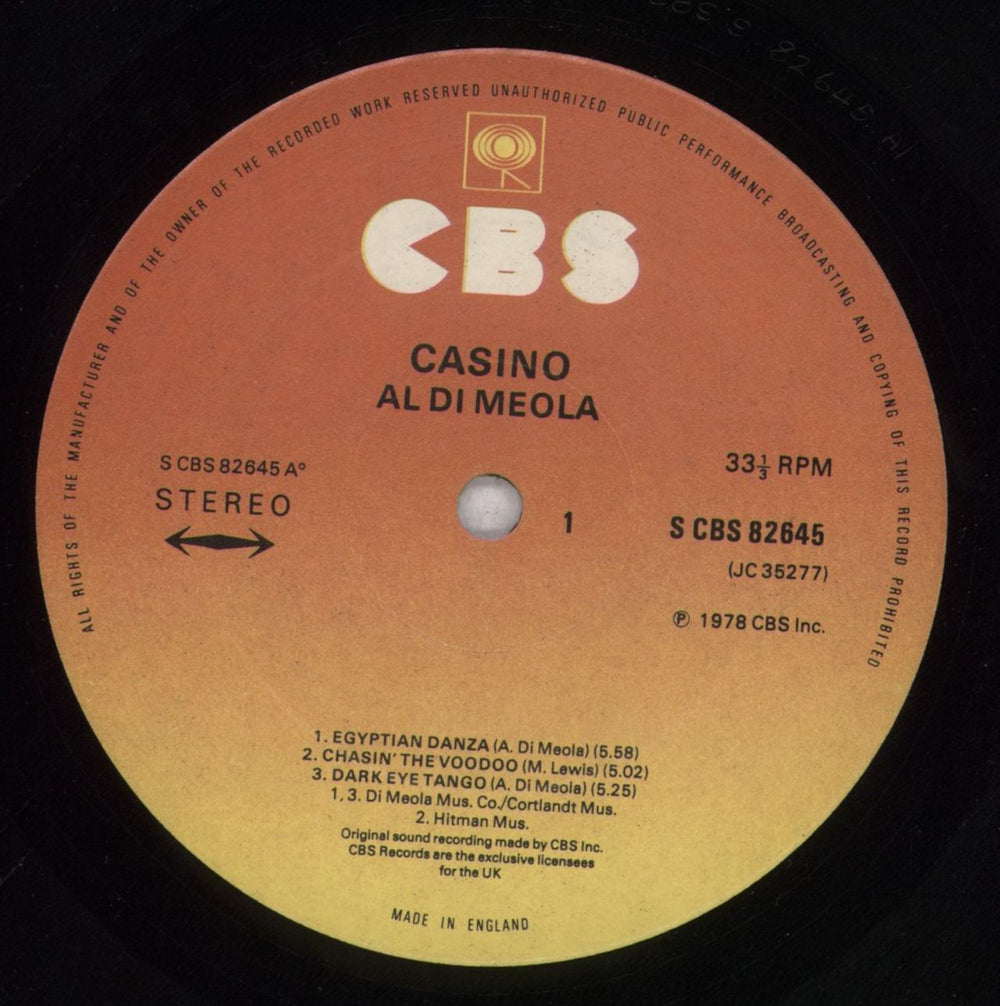 ALL RIGHTS OF THE MANUFACTURER AND OF THE OWNER OF THE RECORDED WORK RESERVED UNAUTHORIZED PUBLIC PERFORMANCE BROADCASTING AND COPYING OF THIS RECORD PROHIBITED
CBS
CASINO
AL DI MEOLA
S CBS 82645 Aº
STEREO
1
33⅓ RPM
S CBS 82645
(JC 35277)
℗ 1978 CBS Inc.
1. EGYPTIAN DANZA (A. Di Meola) (5.58)
2. CHASIN' THE VOODOO (M. Lewis) (5.02)
3. DARK EYE TANGO (A. Di Meola) (5.25)
1, 3. Di Meola Mus. Co./Cortlandt Mus.
2. Hitman Mus.
Original sound recording made by CBS Inc.
CBS Records are the exclusive licensees
for the UK
MADE IN ENGLAND